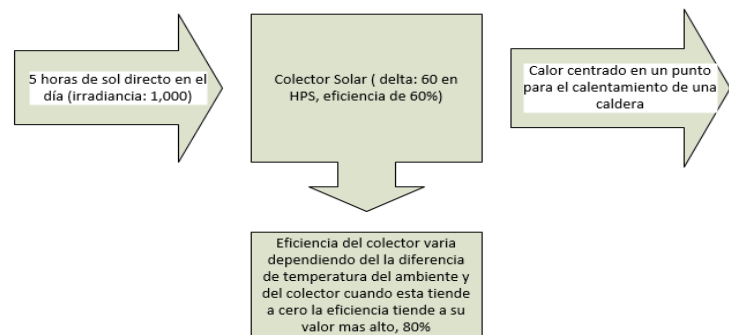 5 horas de sol directo en el
día (irradiancia: 1,000)
Colector Solar ( delta: 60 en
HPS, eficiencia de 60%)
Calor centrado en un punto
para el calentamiento de una
caldera
Eficiencia del colector varia
dependiendo del la diferencia
de temperatura del ambiente y
del colector cuando esta tiende
a cero la eficiencia tiende a su
valor mas alto, 80%